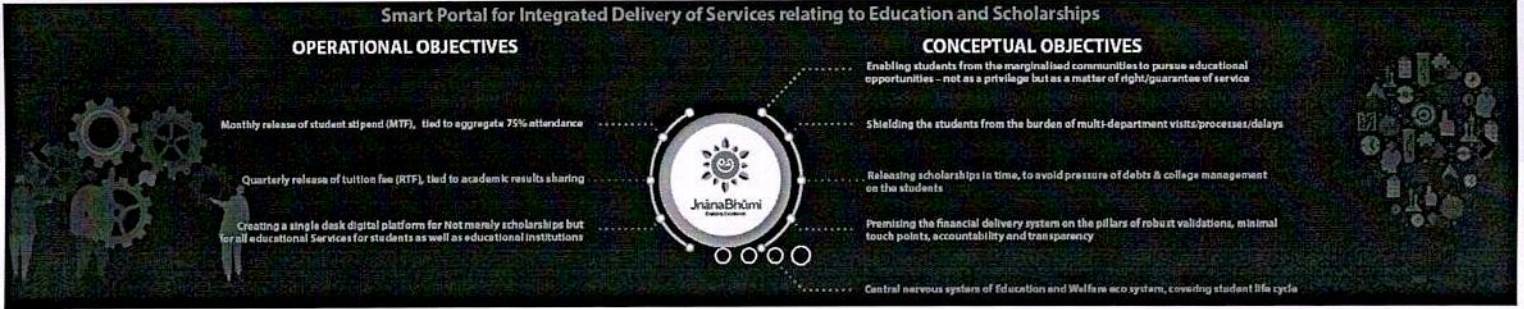 Smart Portal for Integrated Delivery of Services relating to Education and Scholarships
OPERATIONAL OBJECTIVES
Monthly release of student stipend (MTF), tied to aggregate 75% attendance
Quarterly release of tuition fee (RTF), tied to academic results sharing
Creating a single desk digital platform for Not merely scholarships but
for all educational Services for students as well as educational institutions
JnānaBhūmi
Enabling Excellence
CONCEPTUAL OBJECTIVES
Enabling students from the marginalised communities to pursue educational
opportunities – not as a privilage but as a matter of right/guarantee of service
Shielding the students from the burden of multi-department visits/processes/delays
Releasing scholarships in time, to avoid pressure of debts & college management
on the students
Premising the financial delivery system on the pillars of robust validations, minimal
touch points, accountability and transparency
Central nervous system of Education and Welfare eco system, covering student life cycle